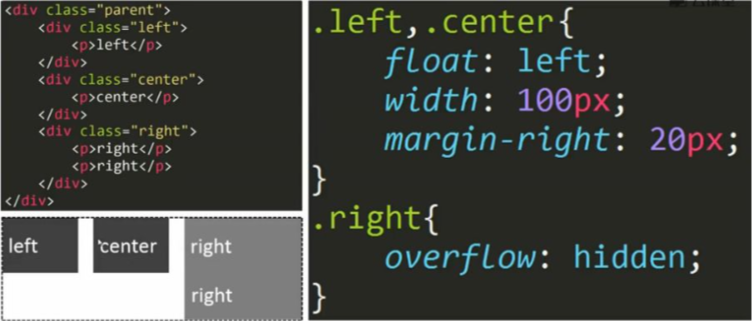 <div class="parent">
    <div class="left">
        <p>left</p>
    </div>
    <div class="center">
        <p>center</p>
    </div>
    <div class="right">
        <p>right</p>
        <p>right</p>
    </div>
</div>
left center right
right
.left,.center{
    float: left;
    width: 100px;
    margin-right: 20px;
}
.right{
    overflow: hidden;
}